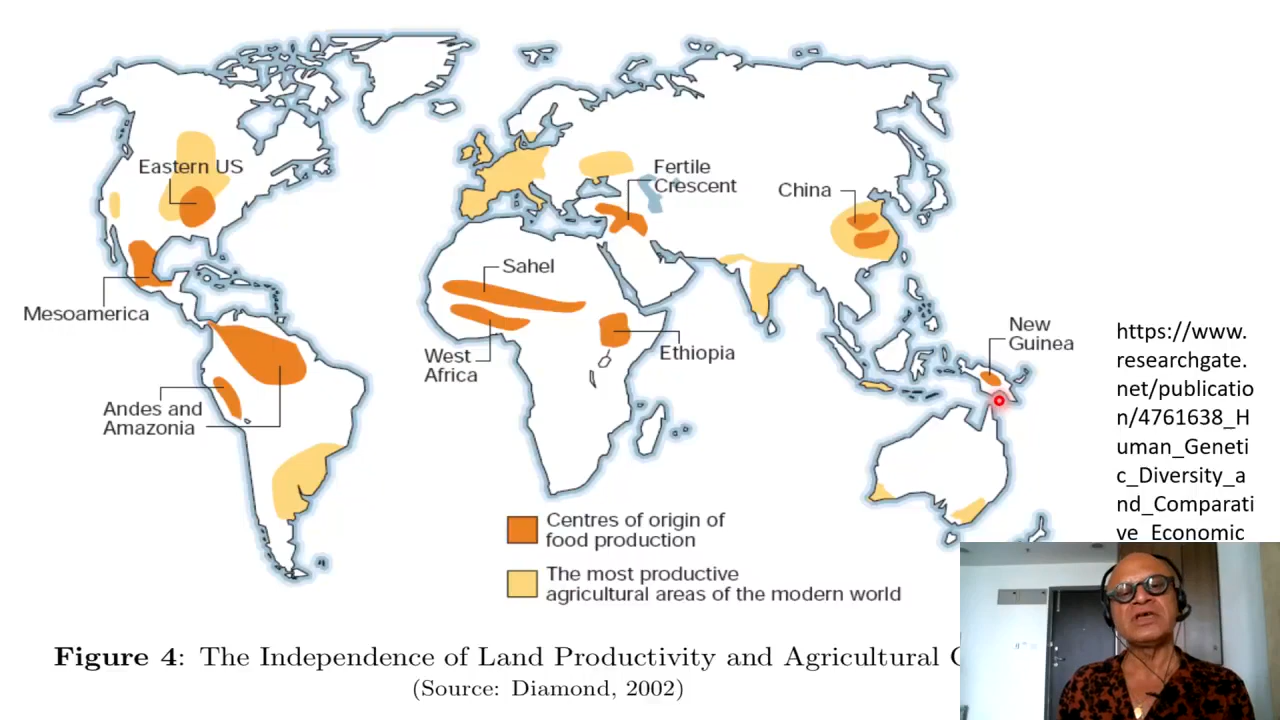 Eastern US
Fertile
Crescent
China
Sahel
Mesoamerica
New
Guinea
West
Africa
Ethiopia
Andes and
Amazonia
https://www.
researchgate.
net/publicatio
n/4761638_H
uman_Geneti
c_Diversity_a
nd_Comparati
ve_Economic
Centres of origin of
food production
The most productive
agricultural areas of the modern world
Figure 4: The Independence of Land Productivity and Agricultural
(Source: Diamond, 2002)